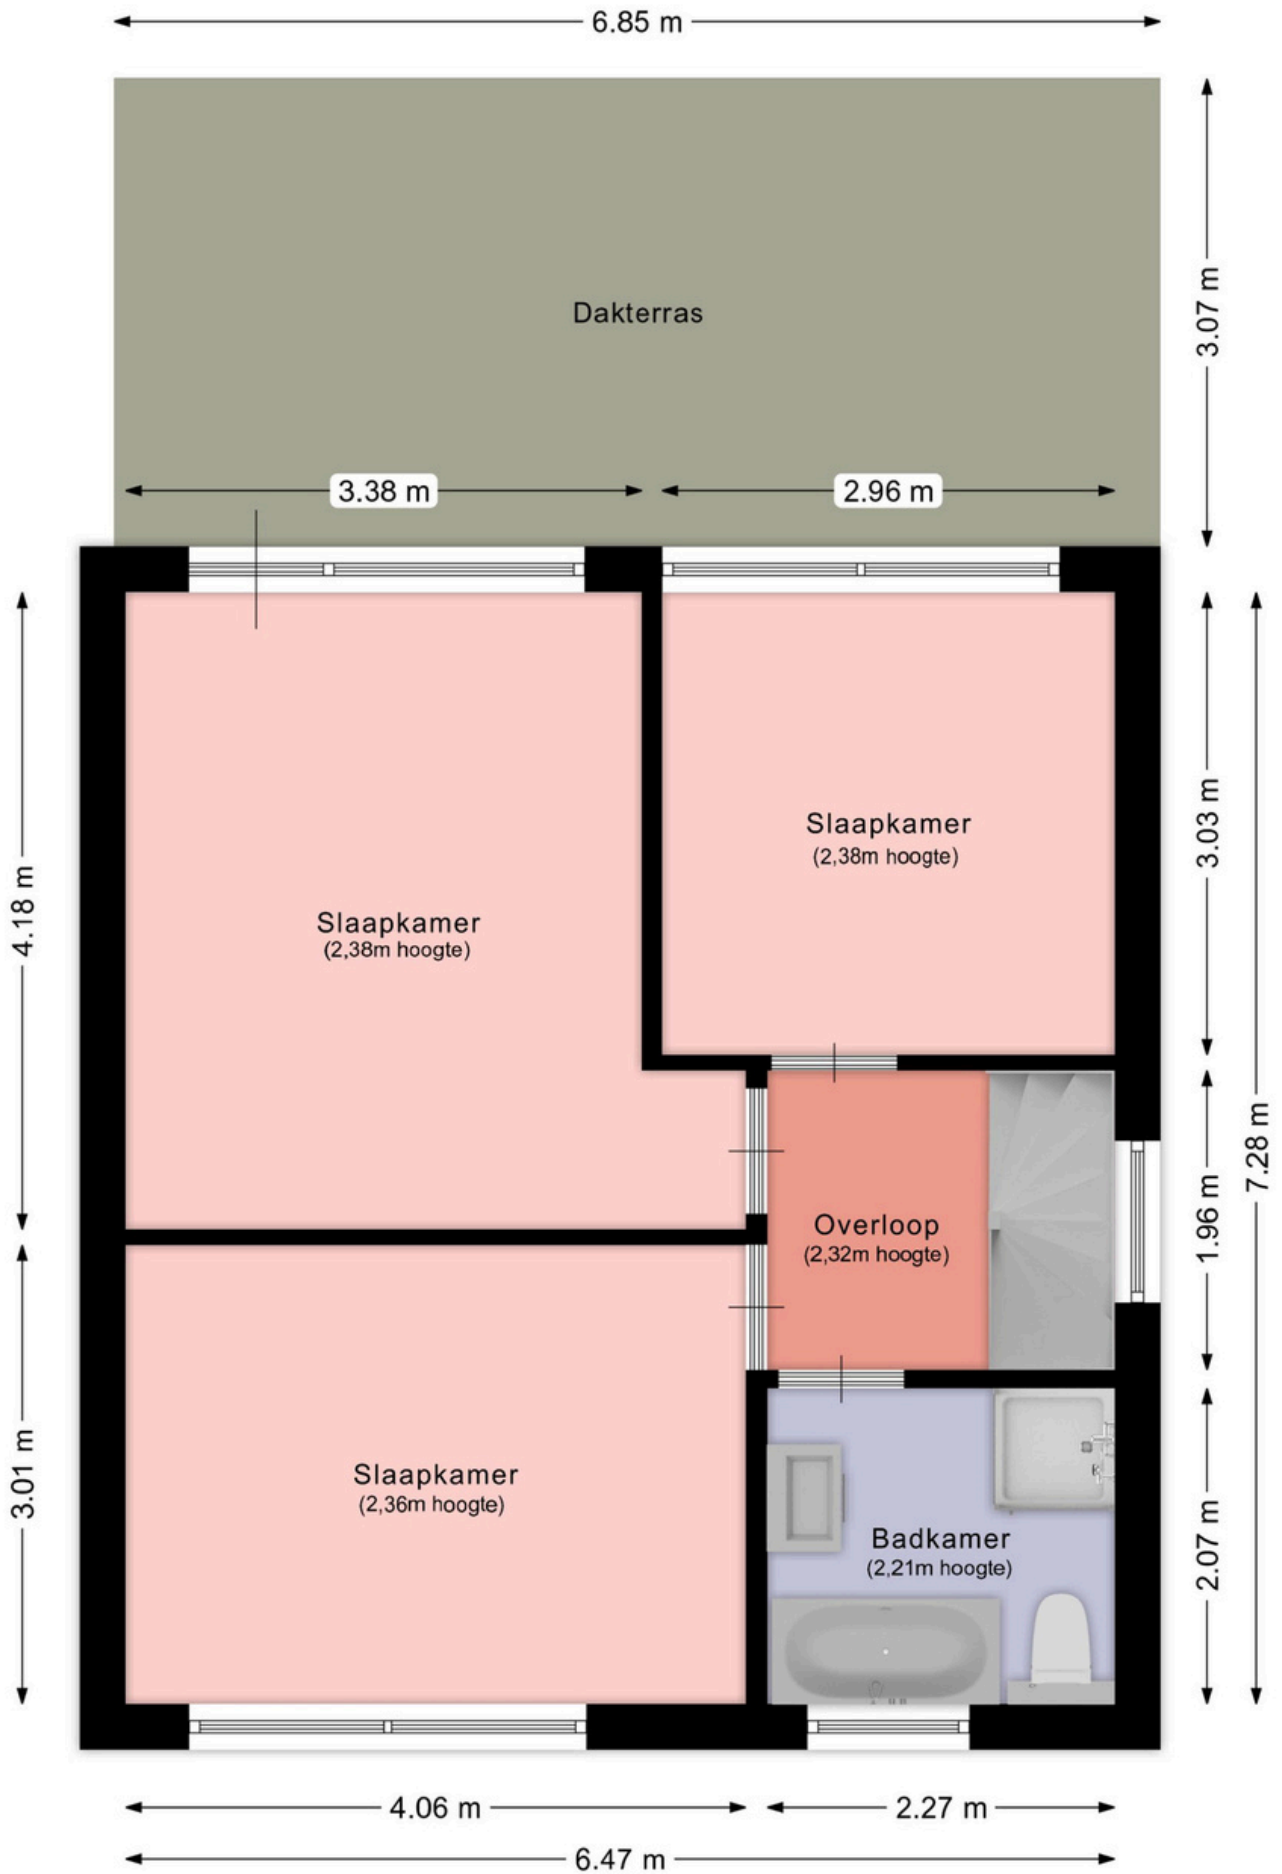 6.85 m
Dakterras
3.07 m
3.38 m
2.96 m
Slaapkamer
(2,38m hoogte)
3.03 m
4.18 m
Slaapkamer
(2,38m hoogte)
7.28 m
1.96 m
Overloop
(2,32m hoogte)
3.01 m
Slaapkamer
(2,36m hoogte)
Badkamer
(2,21m hoogte)
2.07 m
4.06 m
2.27 m
6.47 m